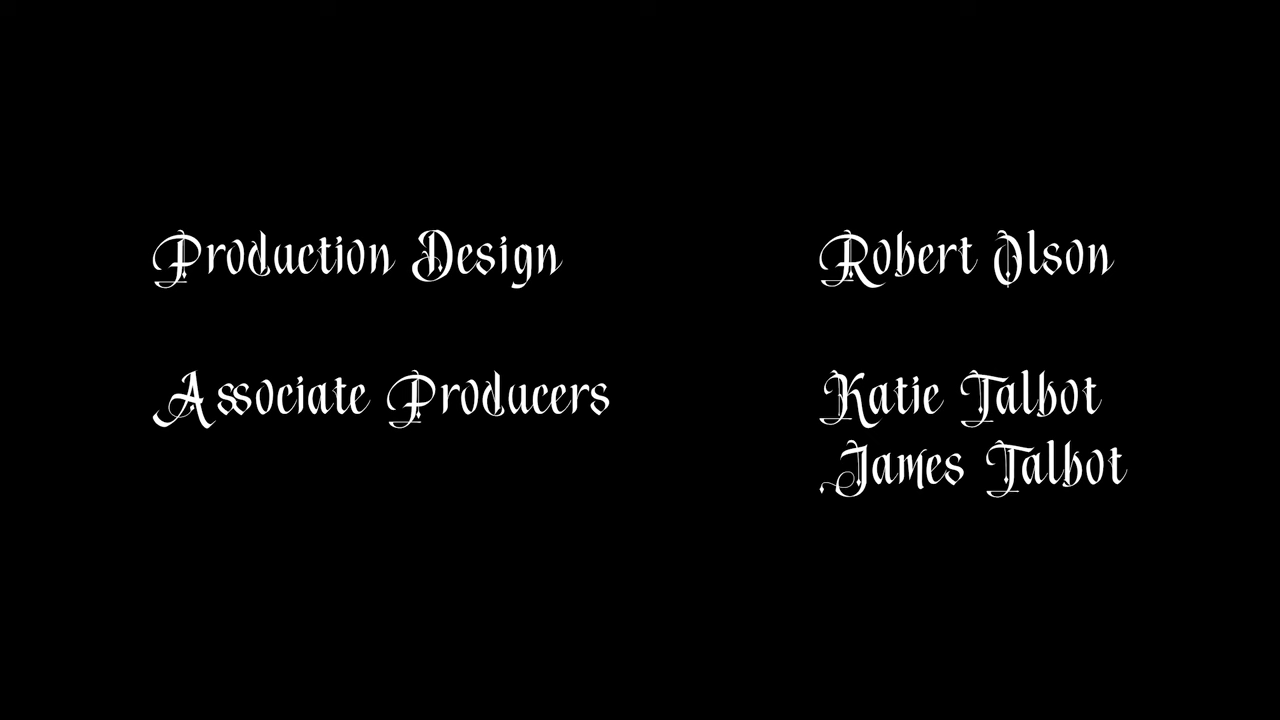 Production Design Robert Olson
Associate Producers Katie Talbot
James Talbot